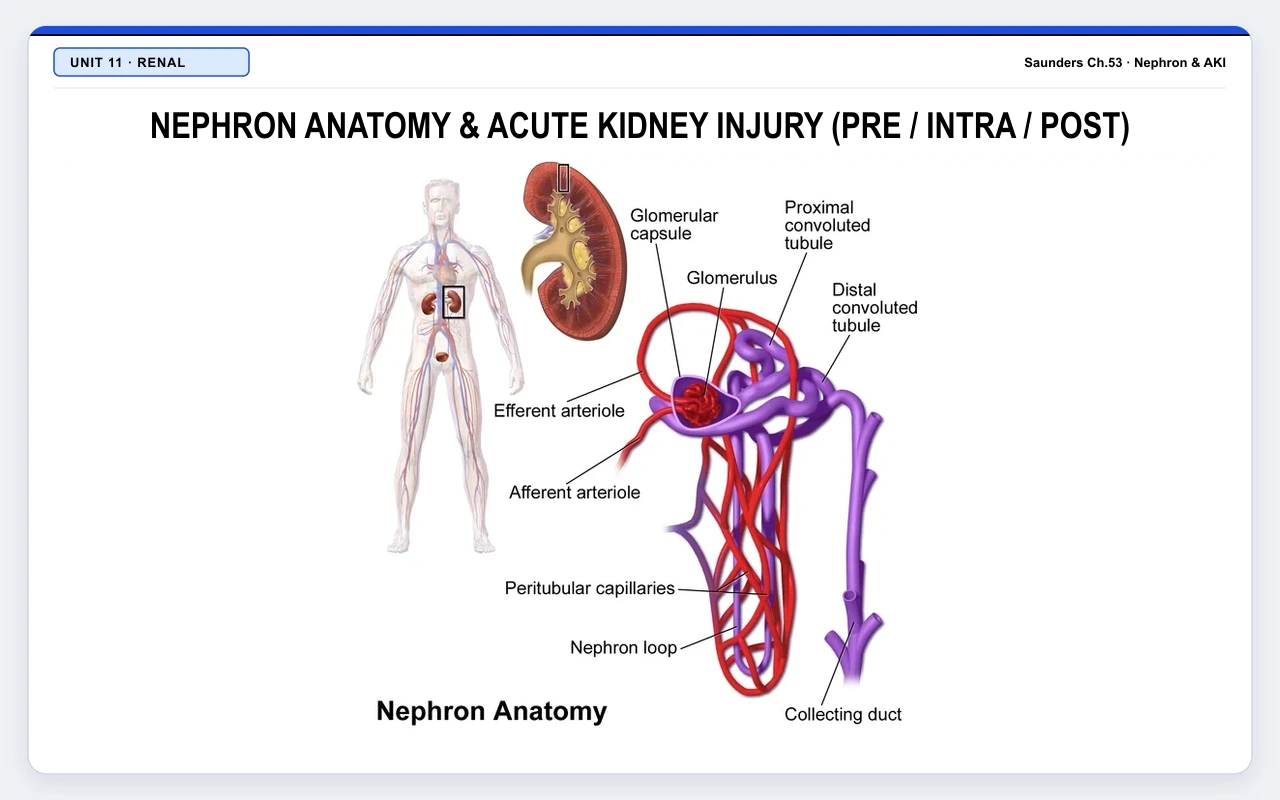 UNIT 11 · RENAL
Saunders Ch.53 · Nephron & AKI
NEPHRON ANATOMY & ACUTE KIDNEY INJURY (PRE / INTRA / POST)
Glomerular
capsule
Proximal
convoluted
tubule
Glomerulus
Distal
convoluted
tubule
Efferent arteriole
Afferent arteriole
Peritubular capillaries
Nephron loop
Nephron Anatomy
Collecting duct